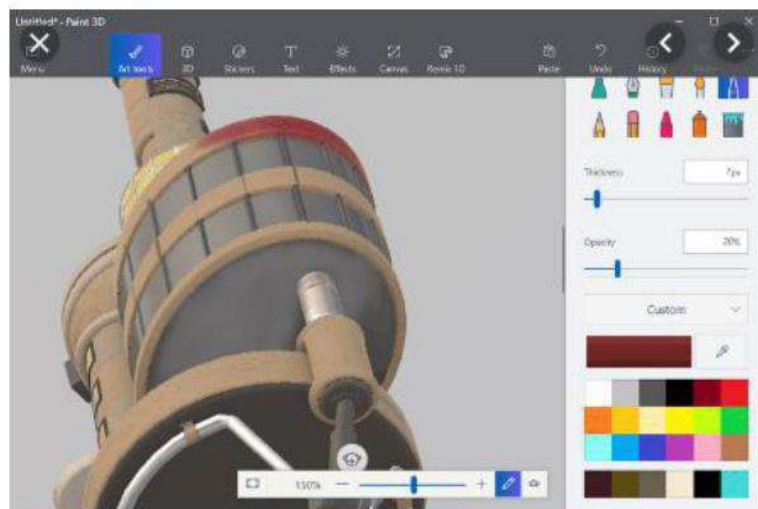 Untitled* - Paint 3D
Menu
Art tools
3D
Stickers
Text
Effects
Canvas
Remix 3D
Paste
Undo
History
Thickness
7px
Opacity
20%
Custom
150%